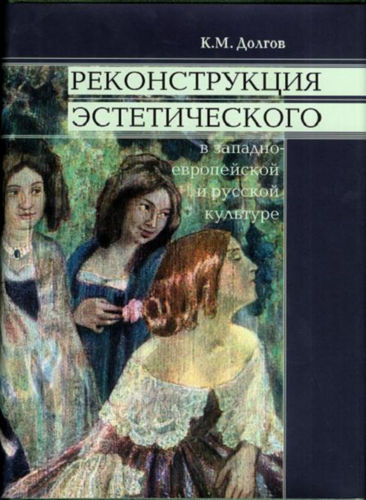 К.М. Долгов
РЕКОНСТРУКЦИЯ
ЭСТЕТИЧЕСКОГО
в западно-
европейской
и русской
культуре